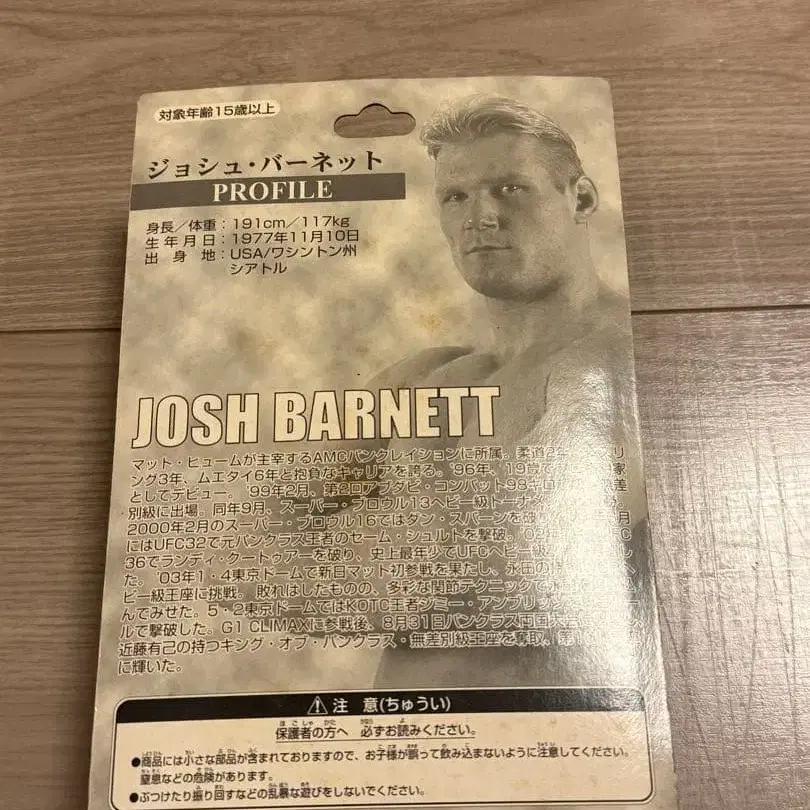 対象年齢15歳以上
ジョシュ・バーネット
PROFILE
身長／体重：191cm／117kg
生年月日：1977年11月10日
出身地：USA/ワシントン州
シアトル
JOSH BARNETT
マット・ヒュームが主宰するAMCパンクレイションに所属。柔道2年
ング3年、ムエタイ6年と抱負なキャリアを誇る。'96年、19歳で
としてデビュー。'99年2月、第2回アブダビ・コンバット98キロ
別級に出場。同年9月、スーパー・ブロウル13ヘビー級トーナメ
2000年2月のスーパー・ブロウル16ではダン・スバーンを
にはUFC32で元パンクラス王者のセーム・シュルトを撃破。
36でランディ・クートゥアーを破り、史上最年少でUFCヘビー級
た。'03年1・4東京ドームで新日マット初参戦を果たし、永田の
ビー級王座に挑戦。敗れはしたものの、多彩な関節テクニックで
んでみせた。5・2東京ドームではKOTC王者ジミー・アンブリッ
ルで撃破した。G1 CLIMAXに参戦後、8月31日パンクラス両国大会
近藤有己の持つキング・オブ・パンクラス・無差別級王座を奪取、
に輝いた。
注 意(ちゅうい)
保護者の方へ 必ずお読みください。
●商品には小さな部品が含まれておりますので、お子様が誤って飲み込まないように注意してください。
窒息などの危険があります。
●ぶつけたり振り回すなどの乱暴な遊びをしないでください。